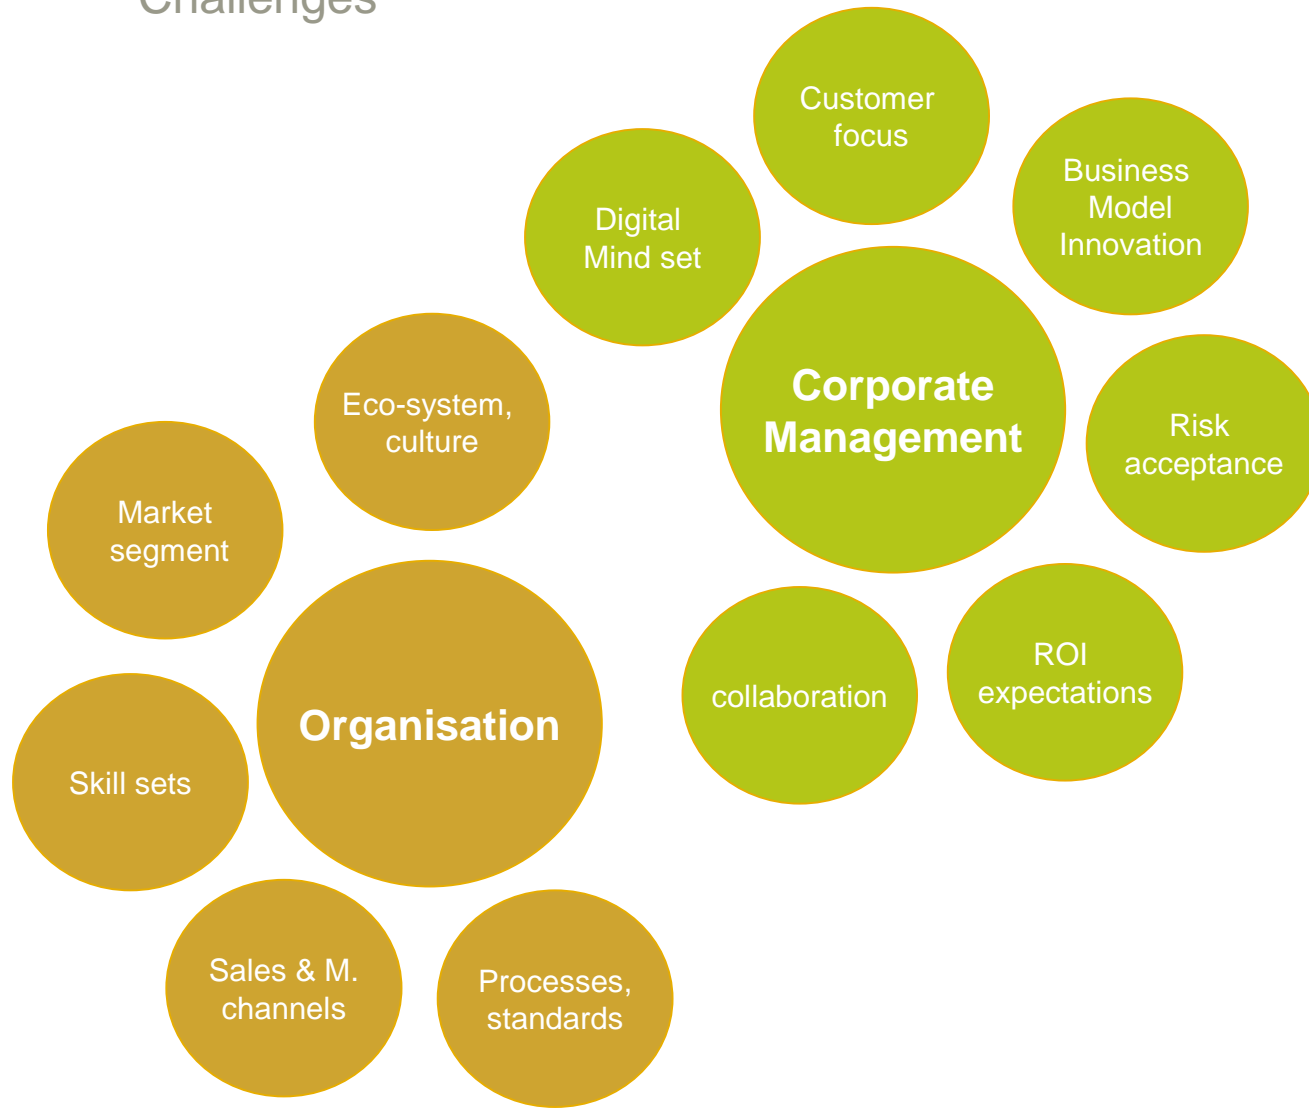 Challenges
Customer
focus
Business
Model
Innovation
Digital
Mind set
Corporate
Management
Risk
acceptance
ROI
expectations
collaboration
Eco-system,
culture
Market
segment
Organisation
Skill sets
Sales & M.
channels
Processes,
standards